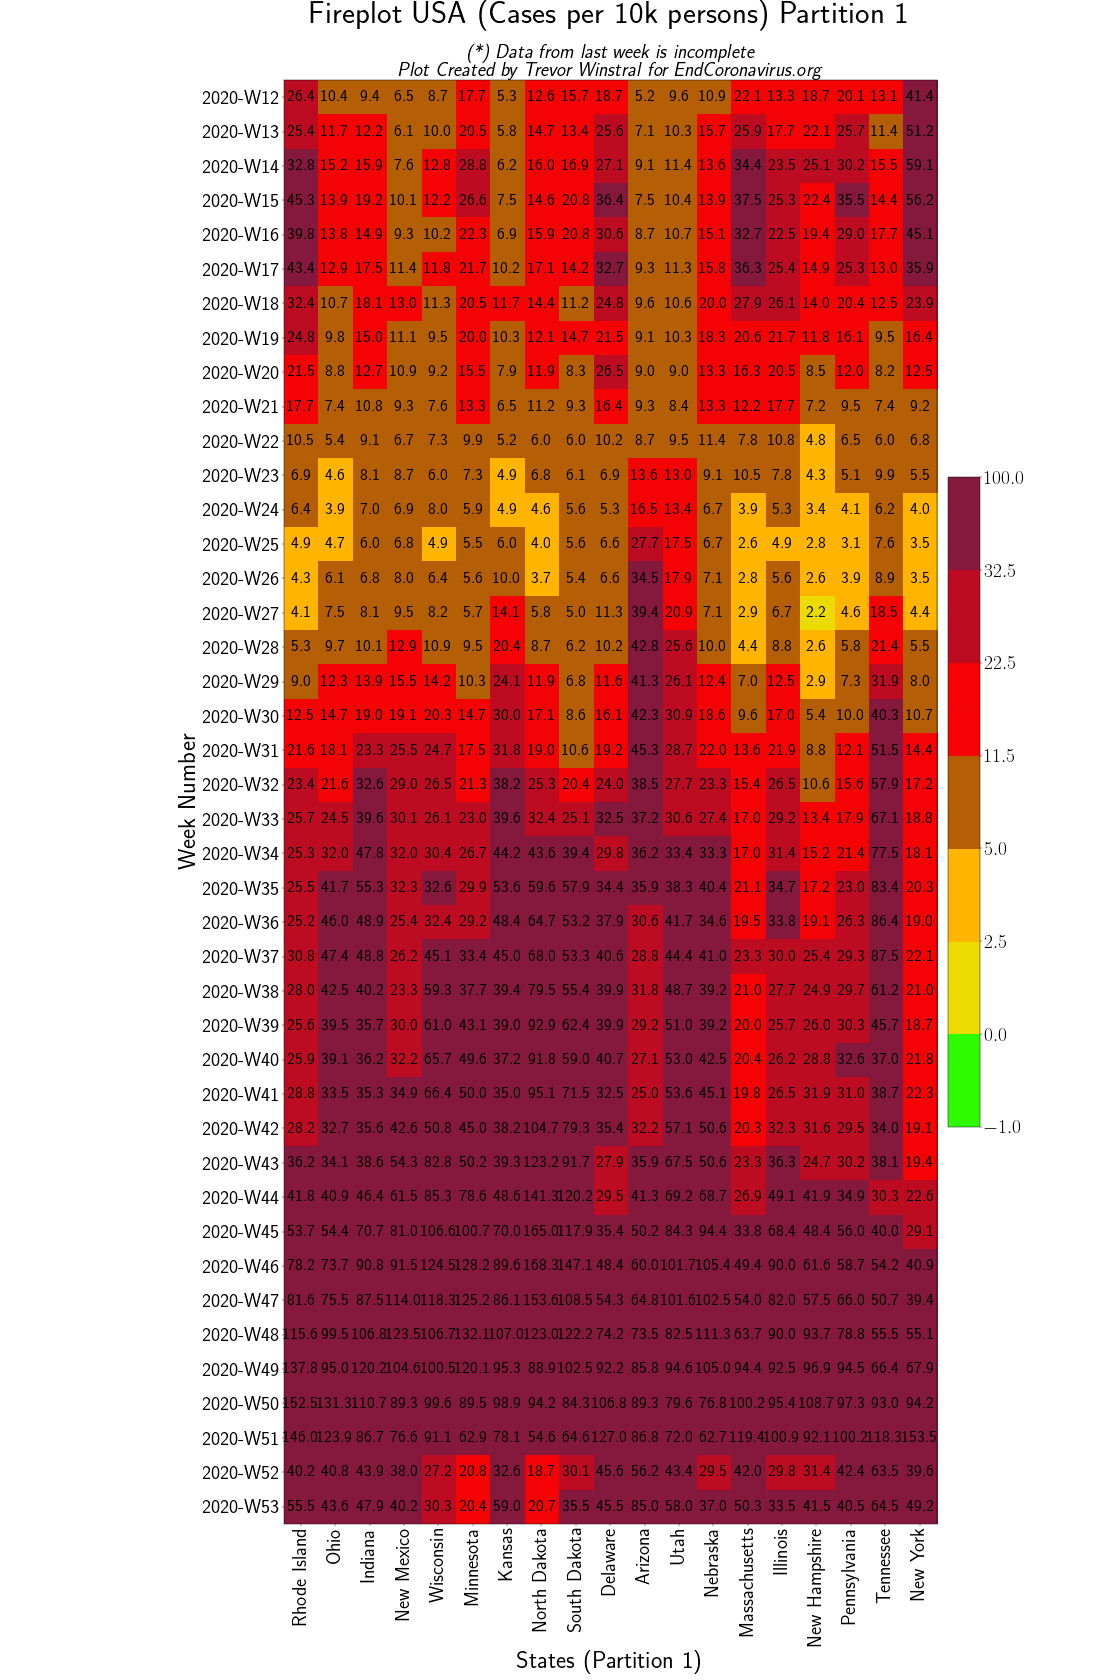 Fireplot USA (Cases per 10k persons) Partition 1
(*) Data from last week is incomplete
Plot Created by Trevor Winstral for EndCoronavirus.org
2020-W12 26.4 10.4 9.4 6.5 8.7 17.7 5.3 12.6 15.7 18.7 5.2 9.6 10.9 22.1 13.3 18.7 20.1 13.1 41.4
2020-W13 25.4 11.7 12.2 6.1 10.0 20.5 5.8 14.7 13.4 25.6 7.1 10.3 15.7 25.9 17.7 22.1 25.7 11.4 51.2
2020-W14 32.8 15.2 15.9 7.6 12.8 28.8 6.2 16.0 16.9 27.1 9.1 11.4 13.6 34.4 23.5 25.1 30.2 15.5 59.1
2020-W15 45.3 13.9 19.2 10.1 12.2 26.6 7.5 14.6 20.8 36.4 7.5 10.4 13.9 37.5 25.3 22.4 35.5 14.4 56.2
2020-W16 39.8 13.8 14.9 9.3 10.2 22.3 6.9 15.9 20.8 30.6 8.7 10.7 15.1 32.7 22.5 19.4 29.0 17.7 45.1
2020-W17 43.4 12.9 17.5 11.4 11.8 21.7 10.2 17.1 14.2 32.7 9.3 11.3 15.8 36.3 25.4 14.9 25.3 13.0 35.9
2020-W18 32.4 10.7 18.1 13.0 11.3 20.5 11.7 14.4 11.2 24.8 9.6 10.6 20.0 27.9 26.1 14.0 20.4 12.5 23.9
2020-W19 24.8 9.8 15.0 11.1 9.5 20.0 10.3 12.1 14.7 21.5 9.1 10.3 18.3 20.6 21.7 11.8 16.1 9.5 16.4
2020-W20 21.5 8.8 12.7 10.9 9.2 15.5 7.9 11.9 8.3 26.5 9.0 9.0 13.3 16.3 20.5 8.5 12.0 8.2 12.5
2020-W21 17.7 7.4 10.8 9.3 7.6 13.3 6.5 11.2 9.3 16.4 9.3 8.4 13.3 12.2 17.7 7.2 9.5 7.4 9.2
2020-W22 10.5 5.4 9.1 6.7 7.3 9.9 5.2 6.0 6.0 10.2 8.7 9.5 11.4 7.8 10.8 4.8 6.5 6.0 6.8
2020-W23 6.9 4.6 8.1 8.7 6.0 7.3 4.9 6.8 6.1 6.9 13.6 13.0 9.1 10.5 7.8 4.3 5.1 9.9 5.5
2020-W24 6.4 3.9 7.0 6.9 8.0 5.9 4.9 4.6 5.6 5.3 16.5 13.4 6.7 3.9 5.3 3.4 4.1 6.2 4.0
2020-W25 4.9 4.7 6.0 6.8 4.9 5.5 6.0 4.0 5.6 6.6 27.7 17.5 6.7 2.6 4.9 2.8 3.1 7.6 3.5
2020-W26 4.3 6.1 6.8 8.0 6.4 5.6 10.0 3.7 5.4 6.6 34.5 17.9 7.1 2.8 5.6 2.6 3.9 8.9 3.5
2020-W27 4.1 7.5 8.1 9.5 8.2 5.7 14.1 5.8 5.0 11.3 39.4 20.9 7.1 2.9 6.7 2.2 4.6 18.5 4.4
2020-W28 5.3 9.7 10.1 12.9 10.9 9.5 20.4 8.7 6.2 10.2 42.8 25.6 10.0 4.4 8.8 2.6 5.8 21.4 5.5
2020-W29 9.0 12.3 13.9 15.5 14.2 10.3 24.1 11.9 6.8 11.6 41.3 26.1 12.4 7.0 12.5 2.9 7.3 31.9 8.0
2020-W30 12.5 14.7 19.0 19.1 20.3 14.7 30.0 17.1 8.6 16.1 42.3 30.9 18.6 9.6 17.0 5.4 10.0 40.3 10.7
2020-W31 21.6 18.1 23.3 25.5 24.7 17.5 31.8 19.0 10.6 19.2 45.3 28.7 22.0 13.6 21.9 8.8 12.1 51.5 14.4
2020-W32 23.4 21.6 32.6 29.0 26.5 21.3 38.2 25.3 20.4 24.0 38.5 27.7 23.3 15.4 26.5 10.6 15.6 57.9 17.2
2020-W33 25.7 24.5 39.6 30.1 26.1 23.0 39.6 32.4 25.1 32.5 37.2 30.6 27.4 17.0 29.2 13.4 17.9 67.1 18.8
2020-W34 25.3 32.0 47.8 32.0 30.4 26.7 44.2 43.6 39.4 29.8 36.2 33.4 33.3 17.0 31.4 15.2 21.4 77.5 18.1
2020-W35 25.5 41.7 55.3 32.3 32.6 29.9 53.6 59.6 57.9 34.4 35.9 38.3 40.4 21.1 34.7 17.2 23.0 83.4 20.3
2020-W36 25.2 46.0 48.9 25.4 32.4 29.2 48.4 64.7 53.2 37.9 30.6 41.7 34.6 19.5 33.8 19.1 26.3 86.4 19.0
2020-W37 30.8 47.4 48.8 26.2 45.1 33.4 45.0 68.0 53.3 40.6 28.8 44.4 41.0 23.3 30.0 25.4 29.3 87.5 22.1
2020-W38 28.0 42.5 40.2 23.3 59.3 37.7 39.4 79.5 55.4 39.9 31.8 48.7 39.2 21.0 27.7 24.9 29.7 61.2 21.0
2020-W39 25.6 39.5 35.7 30.0 61.0 43.1 39.0 92.9 62.4 39.9 29.2 51.0 39.2 20.0 25.7 26.0 30.3 45.7 18.7
2020-W40 25.9 39.1 36.2 32.2 65.7 49.6 37.2 91.8 59.0 40.7 27.1 53.0 42.5 20.4 26.2 28.8 32.6 37.0 21.8
2020-W41 28.8 33.5 35.3 34.9 66.4 50.0 35.0 95.1 71.5 32.5 25.0 53.6 45.1 19.8 26.5 31.9 31.0 38.7 22.3
2020-W42 28.2 32.7 35.6 42.6 50.8 45.0 38.2 104.7 79.3 35.4 32.2 57.1 50.6 20.3 32.3 31.6 29.5 34.0 19.1
2020-W43 36.2 34.1 38.6 54.3 82.8 50.2 39.3 123.2 91.7 27.9 35.9 67.5 50.6 23.3 36.3 24.7 30.2 38.1 19.4
2020-W44 41.8 40.9 46.4 61.5 85.3 78.6 48.6 141.3 120.2 29.5 41.3 69.2 68.7 26.9 49.1 41.9 34.9 30.3 22.6
2020-W45 53.7 54.4 70.7 81.0 106.6 100.7 70.0 165.0 117.9 35.4 50.2 84.3 94.4 33.8 68.4 48.4 56.0 40.0 29.1
2020-W46 78.2 73.7 90.8 91.5 124.5 128.2 89.6 168.3 147.1 48.4 60.0 101.7 105.4 49.4 90.0 61.6 58.7 54.2 40.9
2020-W47 81.6 75.5 87.5 114.0 118.3 125.2 86.1 153.6 108.5 54.3 64.8 101.6 102.5 54.0 82.0 57.5 66.0 50.7 39.4
2020-W48 115.6 99.5 106.8 123.5 106.7 132.1 107.0 123.0 122.2 74.2 73.5 82.5 111.3 63.7 90.0 93.7 78.8 55.5 55.1
2020-W49 137.8 95.0 120.2 104.6 100.5 120.1 95.3 88.9 102.5 92.2 85.8 94.6 105.0 94.4 92.5 96.9 94.5 66.4 67.9
2020-W50 152.5 131.3 110.7 89.3 99.6 89.5 98.9 94.2 84.3 106.8 89.3 79.6 76.8 100.2 95.4 108.7 97.3 93.0 94.2
2020-W51 146.0 123.9 86.7 76.6 91.1 62.9 78.1 54.6 64.6 127.0 86.8 72.0 62.7 119.4 100.9 92.1 100.2 118.3 153.5
2020-W52 40.2 40.8 43.9 38.0 27.2 20.8 32.6 18.7 30.1 45.6 56.2 43.4 29.5 42.0 29.8 31.4 42.4 63.5 39.6
2020-W53 55.5 43.6 47.9 40.2 30.3 20.4 59.0 20.7 35.5 45.5 85.0 58.0 37.0 50.3 33.5 41.5 40.5 64.5 49.2
Week Number
Rhode Island
Ohio
Indiana
New Mexico
Wisconsin
Minnesota
Kansas
North Dakota
South Dakota
Delaware
Arizona
Utah
Nebraska
Massachusetts
Illinois
New Hampshire
Pennsylvania
Tennessee
New York
States (Partition 1)
100.0
32.5
22.5
11.5
5.0
2.5
0.0
−1.0